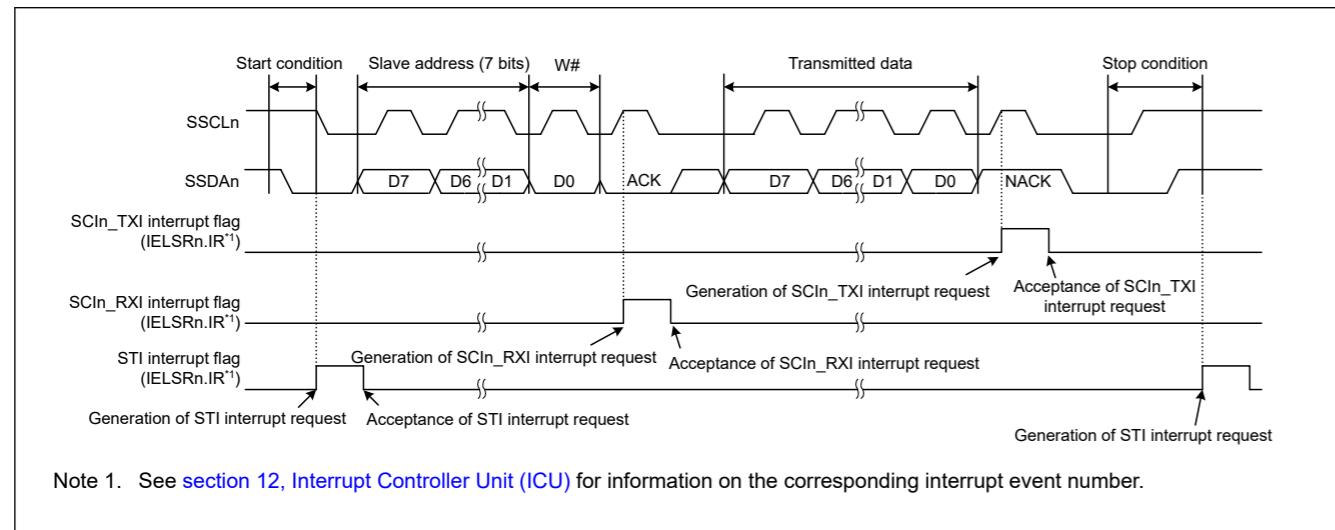 Start condition
Slave address (7 bits)
W#
Transmitted data
Stop condition
SSCLn
SSDAn
D7
D6
D1
D0
ACK
D7
D6
D1
D0
NACK
SCIn_TXI interrupt flag
(IELSRn.IR*1)
Generation of SCIn_TXI interrupt request
Acceptance of SCIn_TXI
interrupt request
SCIn_RXI interrupt flag
(IELSRn.IR*1)
Generation of SCIn_RXI interrupt request
Acceptance of SCIn_RXI interrupt request
STI interrupt flag
(IELSRn.IR*1)
Generation of STI interrupt request
Acceptance of STI interrupt request
Generation of STI interrupt request
Note 1. See section 12, Interrupt Controller Unit (ICU) for information on the corresponding interrupt event number.